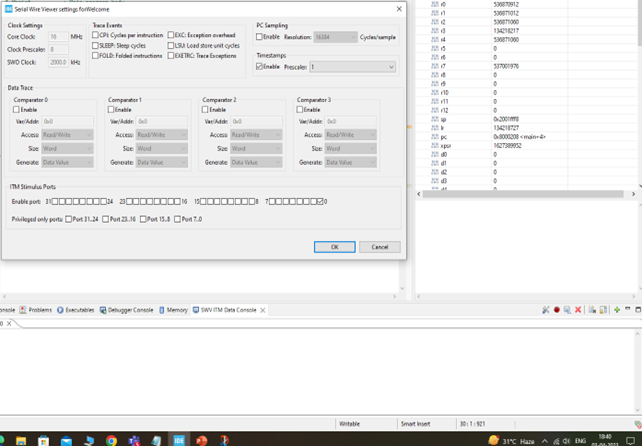 IDE Serial Wire Viewer settings forWelcome
Clock Settings
Core Clock: 16 MHz
Clock Prescaler: 8
SWO Clock: 2000.0 kHz
Trace Events
CPI: Cycles per instruction EXC: Exception overhead
SLEEP: Sleep cycles LSU: Load store unit cycles
FOLD: Folded instructions EXETRC: Trace Exceptions
PC Sampling
Enable Resolution: 16384 Cycles/sample
Timestamps
Enable Prescaler: 1
Data Trace
Comparator 0 Comparator 1 Comparator 2 Comparator 3
Enable Enable Enable Enable
Var/Addr: 0x0 Var/Addr: 0x0 Var/Addr: 0x0 Var/Addr: 0x0
Access: Read/Write Access: Read/Write Access: Read/Write Access: Read/Write
Size: Word Size: Word Size: Word Size: Word
Generate: Data Value Generate: Data Value Generate: Data Value Generate: Data Value
ITM Stimulus Ports
Enable port: 31 24 23 16 15 8 7 0
Privileged only ports: Port 31..24 Port 23..16 Port 15..8 Port 7..0
OK Cancel
r0 536870912
r1 536871012
r2 536871060
r3 134218217
r4 536871060
r5 0
r6 0
r7 537001976
r8 0
r9 0
r10 0
r11 0
r12 0
sp 0x2001fff8
lr 134218727
pc 0x8000208 <main+4>
xpsr 1627389952
d0 0
d1 0
d2 0
d3 0
onsole Problems Executables Debugger Console Memory SWV ITM Data Console
0
Writable Smart Insert 30 : 1 : 921
IDE
31°C Haze ENG 18:40